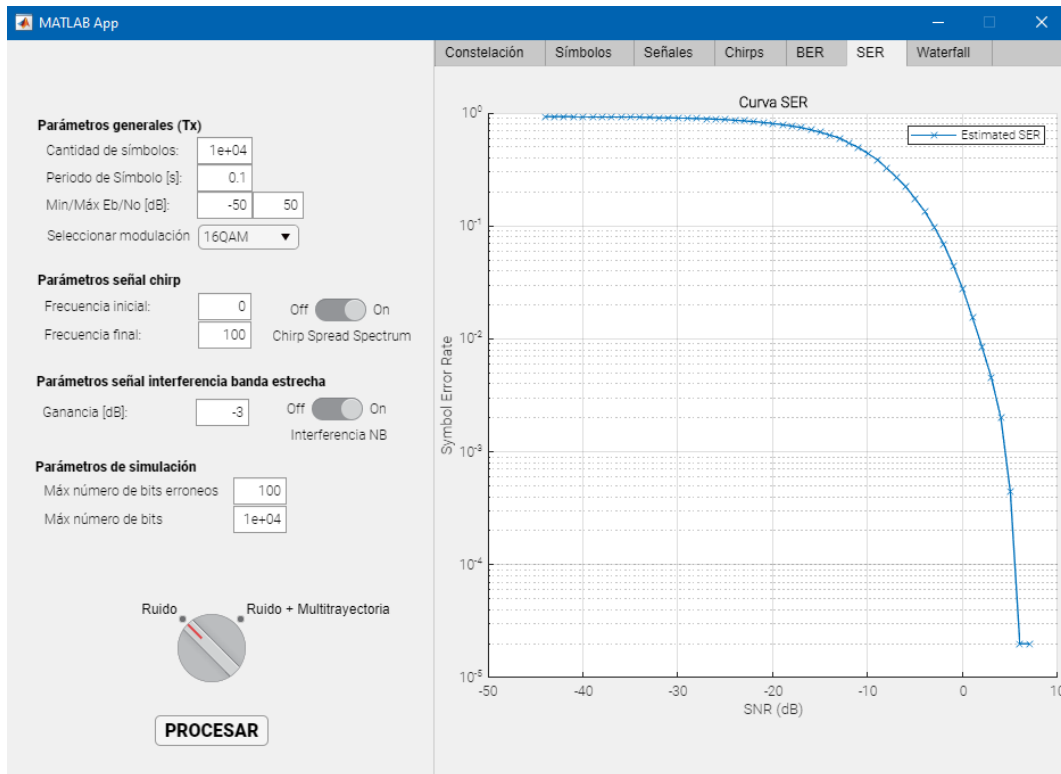 MATLAB App
Parámetros generales (Tx)
Cantidad de símbolos: 1e+04
Periodo de Símbolo [s]: 0.1
Min/Máx Eb/No [dB]: -50 50
Seleccionar modulación 16QAM
Parámetros señal chirp
Frecuencia inicial: 0
Off On
Frecuencia final: 100
Chirp Spread Spectrum
Parámetros señal interferencia banda estrecha
Ganancia [dB]: -3
Off On
Interferencia NB
Parámetros de simulación
Máx número de bits erroneos 100
Máx número de bits 1e+04
Ruido Ruido + Multitrayectoria
PROCESAR
Constelación Símbolos Señales Chirps BER SER Waterfall
Curva SER
Estimated SER
Symbol Error Rate
10^0
10^-1
10^-2
10^-3
10^-4
10^-5
-50 -40 -30 -20 -10 0 10
SNR (dB)